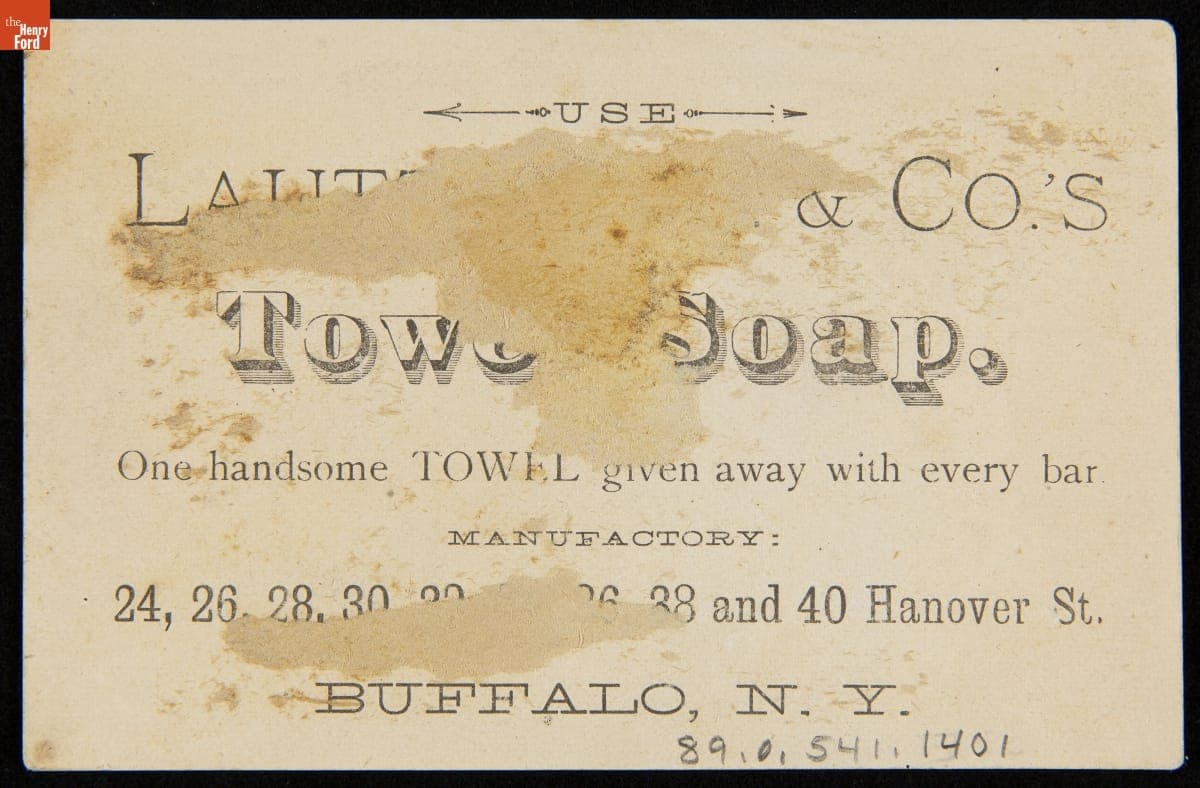 the Henry Ford
USE
& Co.'s
Soap.
One handsome TOWEL given away with every bar.
MANUFACTORY:
24, 26, 28, 30, 38 and 40 Hanover St.
BUFFALO, N. Y.
89.0.541.1401